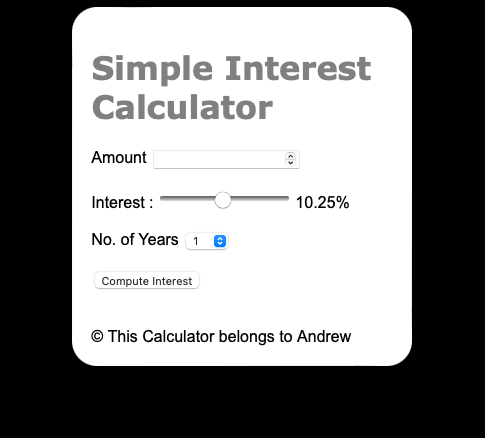 Simple Interest
Calculator
Amount
Interest : 10.25%
No. of Years 1
Compute Interest
© This Calculator belongs to Andrew